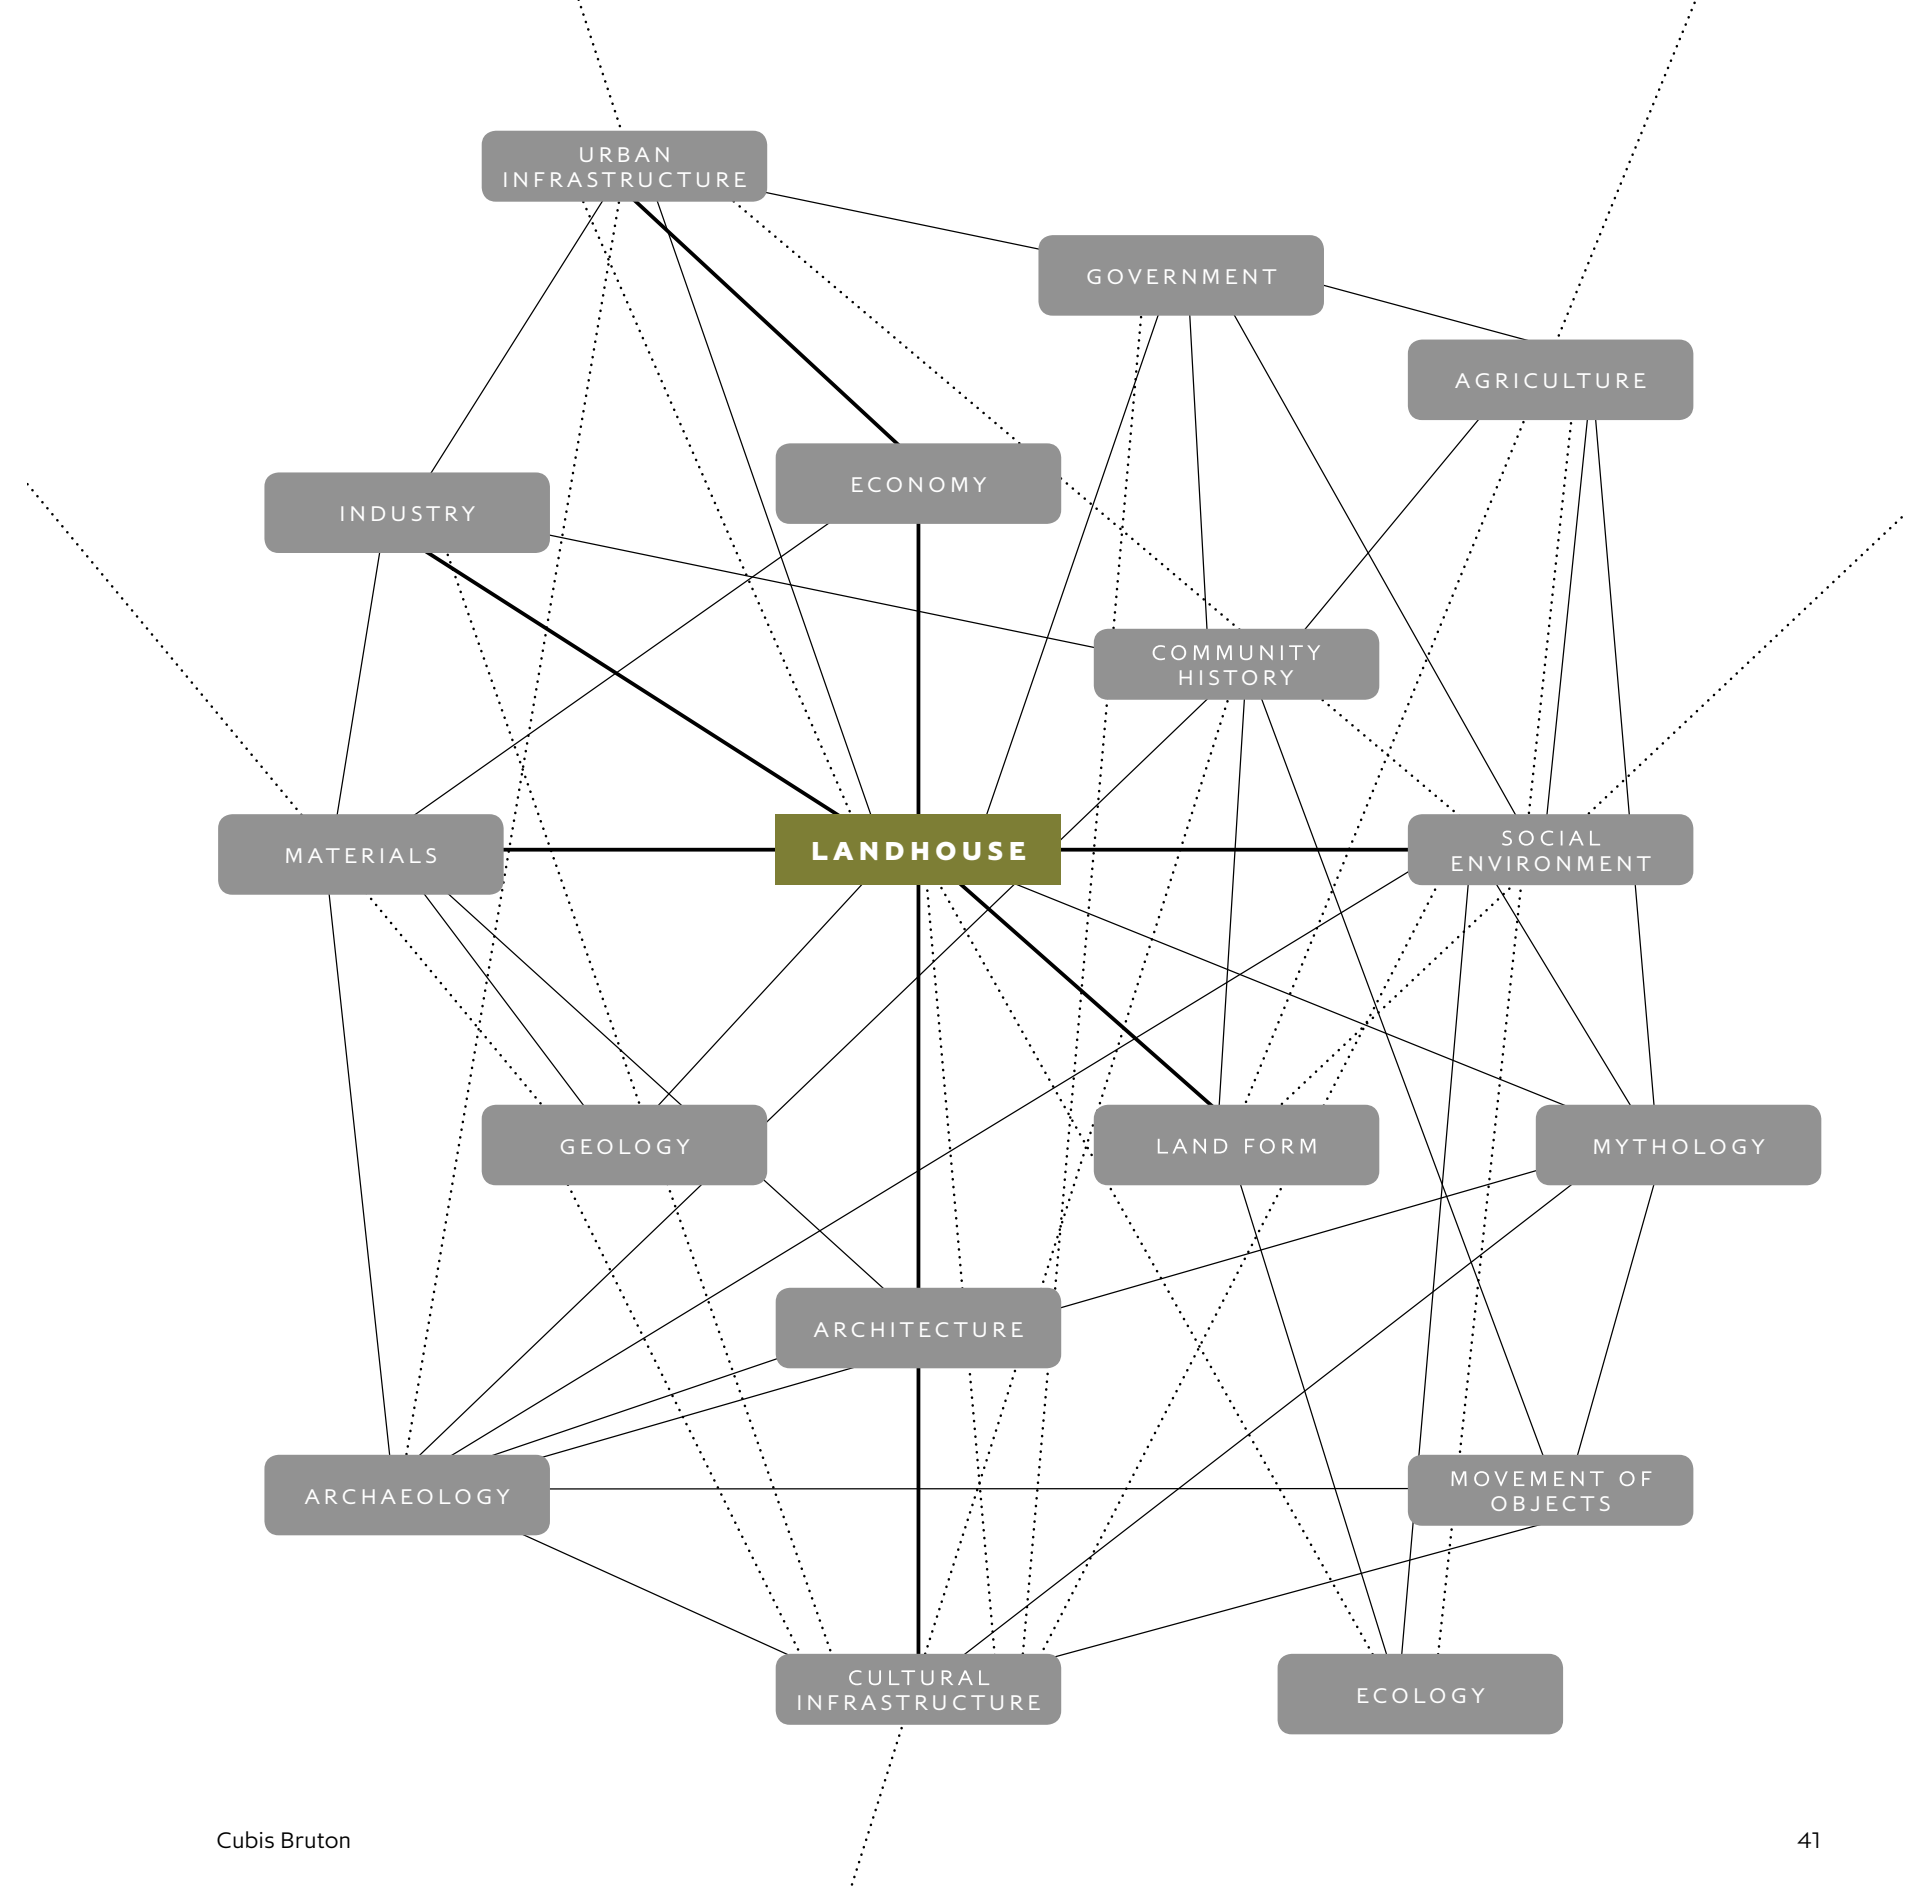 URBAN
INFRASTRUCTURE
GOVERNMENT
AGRICULTURE
ECONOMY
INDUSTRY
COMMUNITY
HISTORY
MATERIALS
LANDHOUSE
SOCIAL
ENVIRONMENT
GEOLOGY
LAND FORM
MYTHOLOGY
ARCHITECTURE
ARCHAEOLOGY
MOVEMENT OF
OBJECTS
CULTURAL
INFRASTRUCTURE
ECOLOGY
Cubis Bruton
41